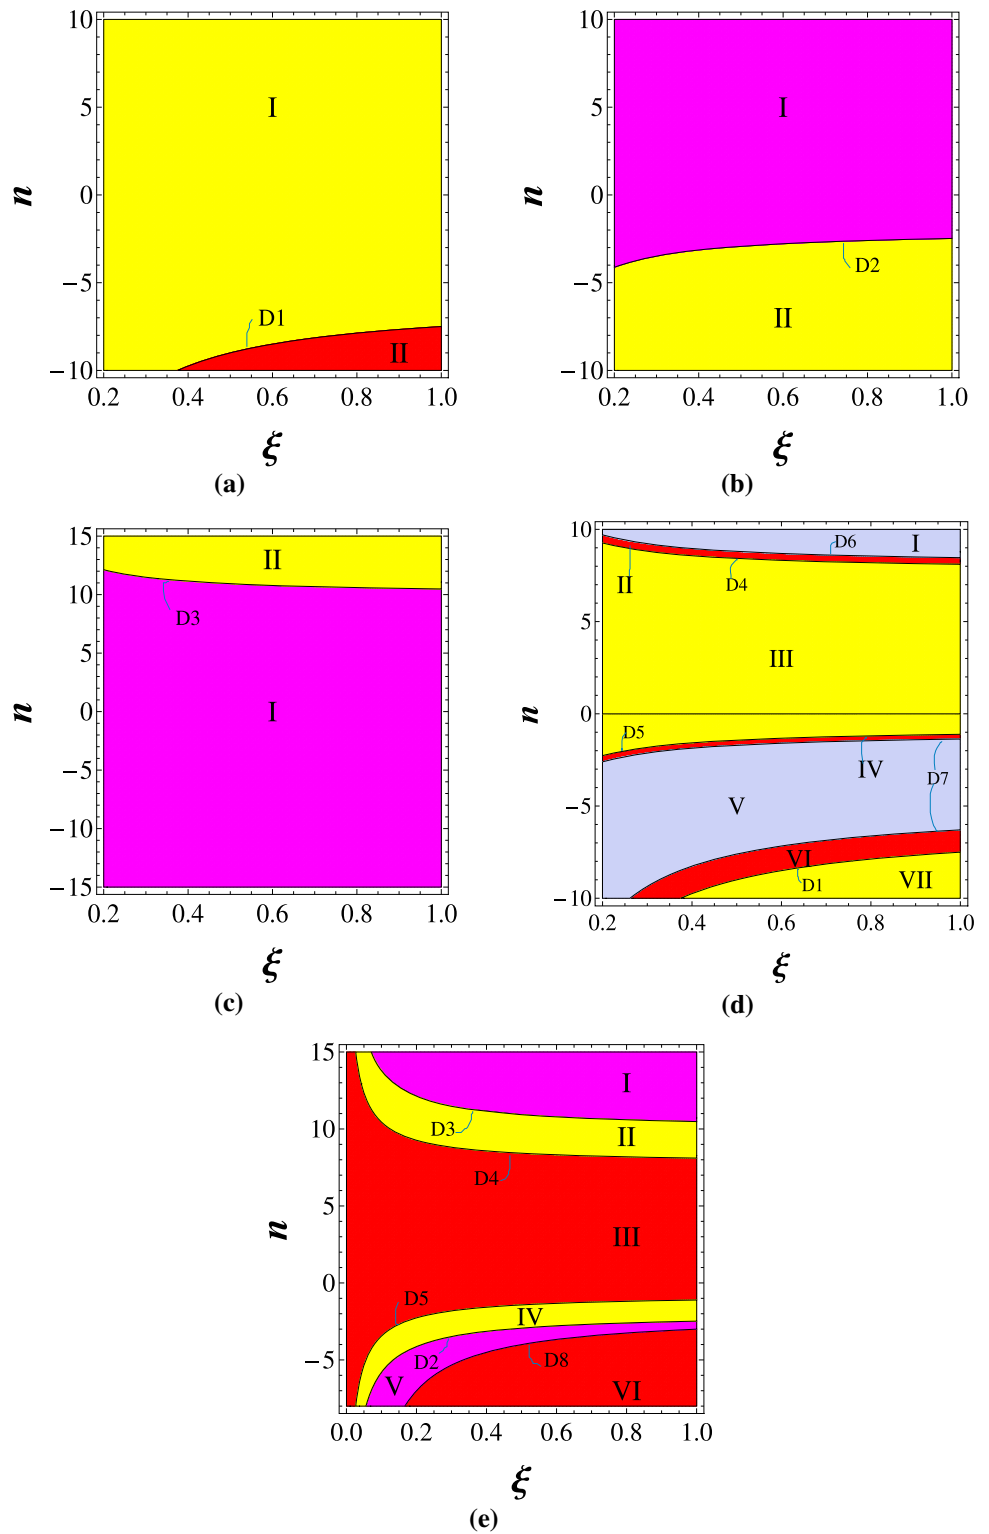 10
5
0
−5
−10
n
I
D1
II
0.2 0.4 0.6 0.8 1.0
ξ
(a)
10
5
0
−5
−10
n
I
D2
II
0.2 0.4 0.6 0.8 1.0
ξ
(b)
15
10
5
0
−5
−10
−15
n
II
D3
I
0.2 0.4 0.6 0.8 1.0
ξ
(c)
10
5
0
−5
−10
n
D6 I
II D4
III
D5
IV
D7
V
VI
D1 VII
0.2 0.4 0.6 0.8 1.0
ξ
(d)
15
10
5
0
−5
n
I
D3 II
D4
III
D5
IV
D2 D8
V VI
0.0 0.2 0.4 0.6 0.8 1.0
ξ
(e)